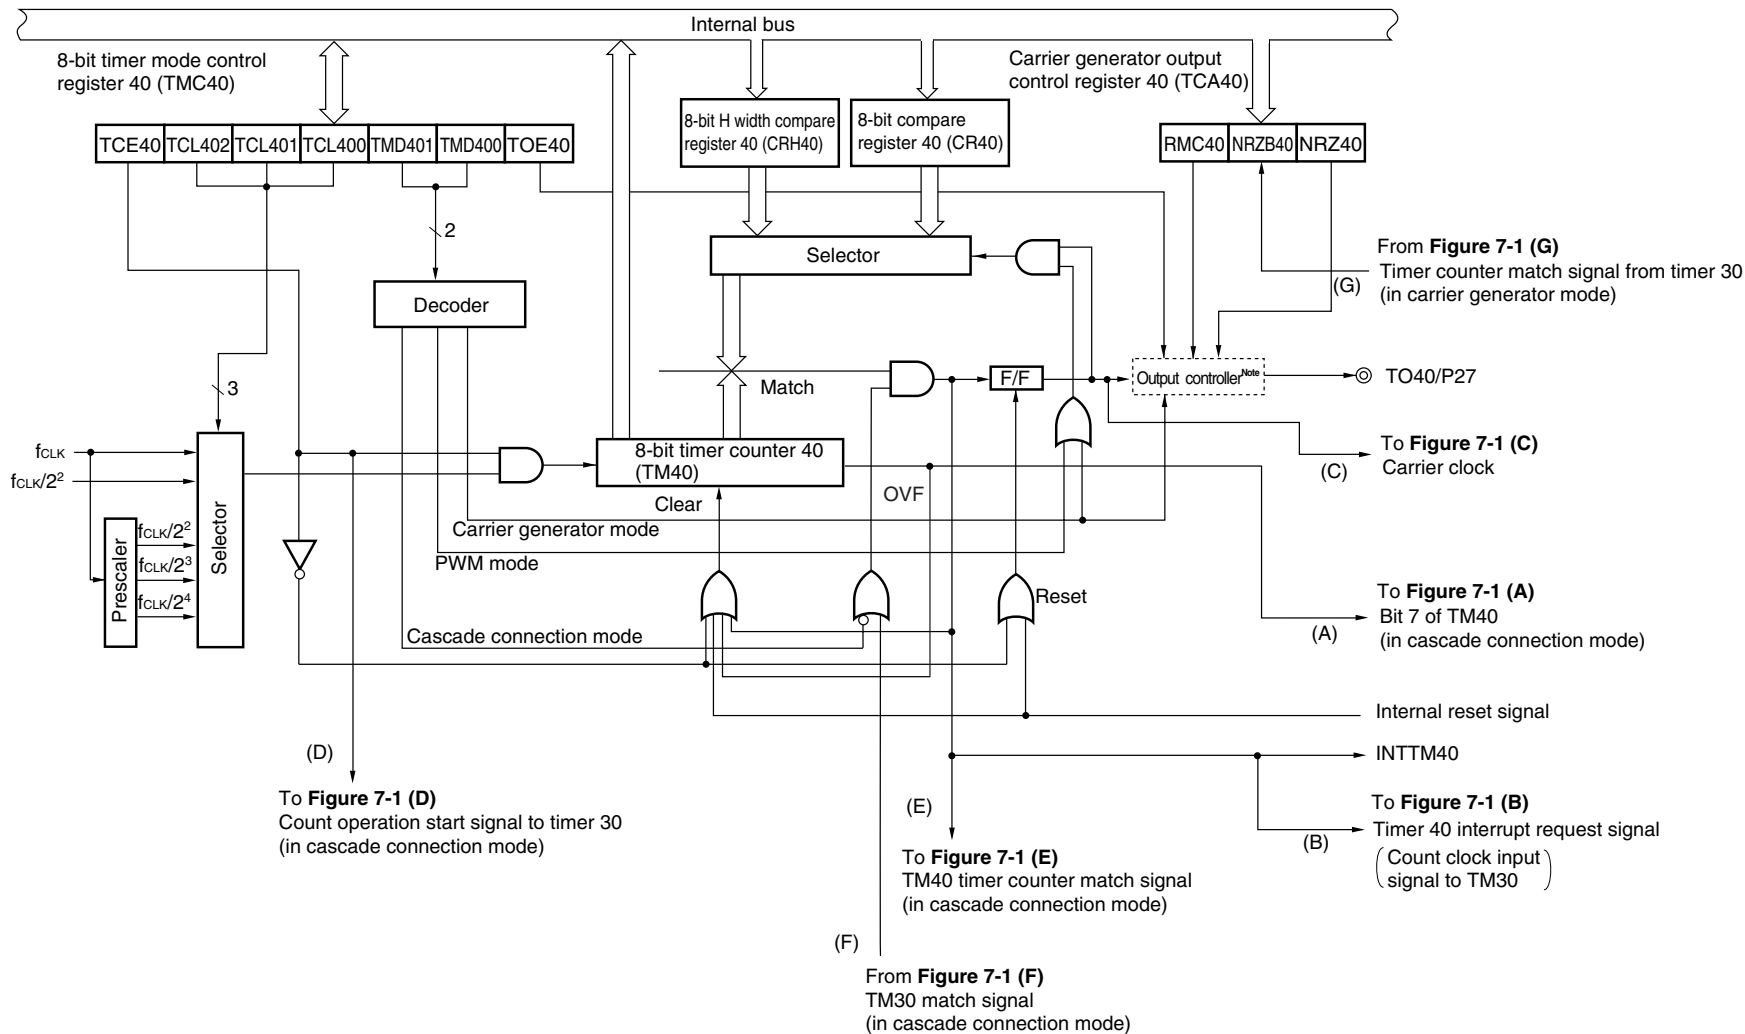 Internal bus
8-bit timer mode control
register 40 (TMC40)
Carrier generator output
control register 40 (TCA40)
8-bit H width compare
register 40 (CRH40)
8-bit compare
register 40 (CR40)
TCE40 TCL402 TCL401 TCL400 TMD401 TMD400 TOE40
RMC40 NRZB40 NRZ40
2
Selector
From Figure 7-1 (G)
Timer counter match signal from timer 30
(in carrier generator mode)
(G)
Decoder
Match
F/F
Output controller Note
TO40/P27
3
fCLK
fCLK/2²
Selector
Prescaler
fCLK/2²
fCLK/2³
fCLK/2⁴
8-bit timer counter 40
(TM40)
Clear
OVF
To Figure 7-1 (C)
Carrier clock
(C)
Carrier generator mode
PWM mode
Reset
Cascade connection mode
To Figure 7-1 (A)
Bit 7 of TM40
(in cascade connection mode)
(A)
Internal reset signal
INTTM40
(D)
To Figure 7-1 (D)
Count operation start signal to timer 30
(in cascade connection mode)
(E)
To Figure 7-1 (E)
TM40 timer counter match signal
(in cascade connection mode)
To Figure 7-1 (B)
Timer 40 interrupt request signal
(B)
(Count clock input
signal to TM30)
(F)
From Figure 7-1 (F)
TM30 match signal
(in cascade connection mode)